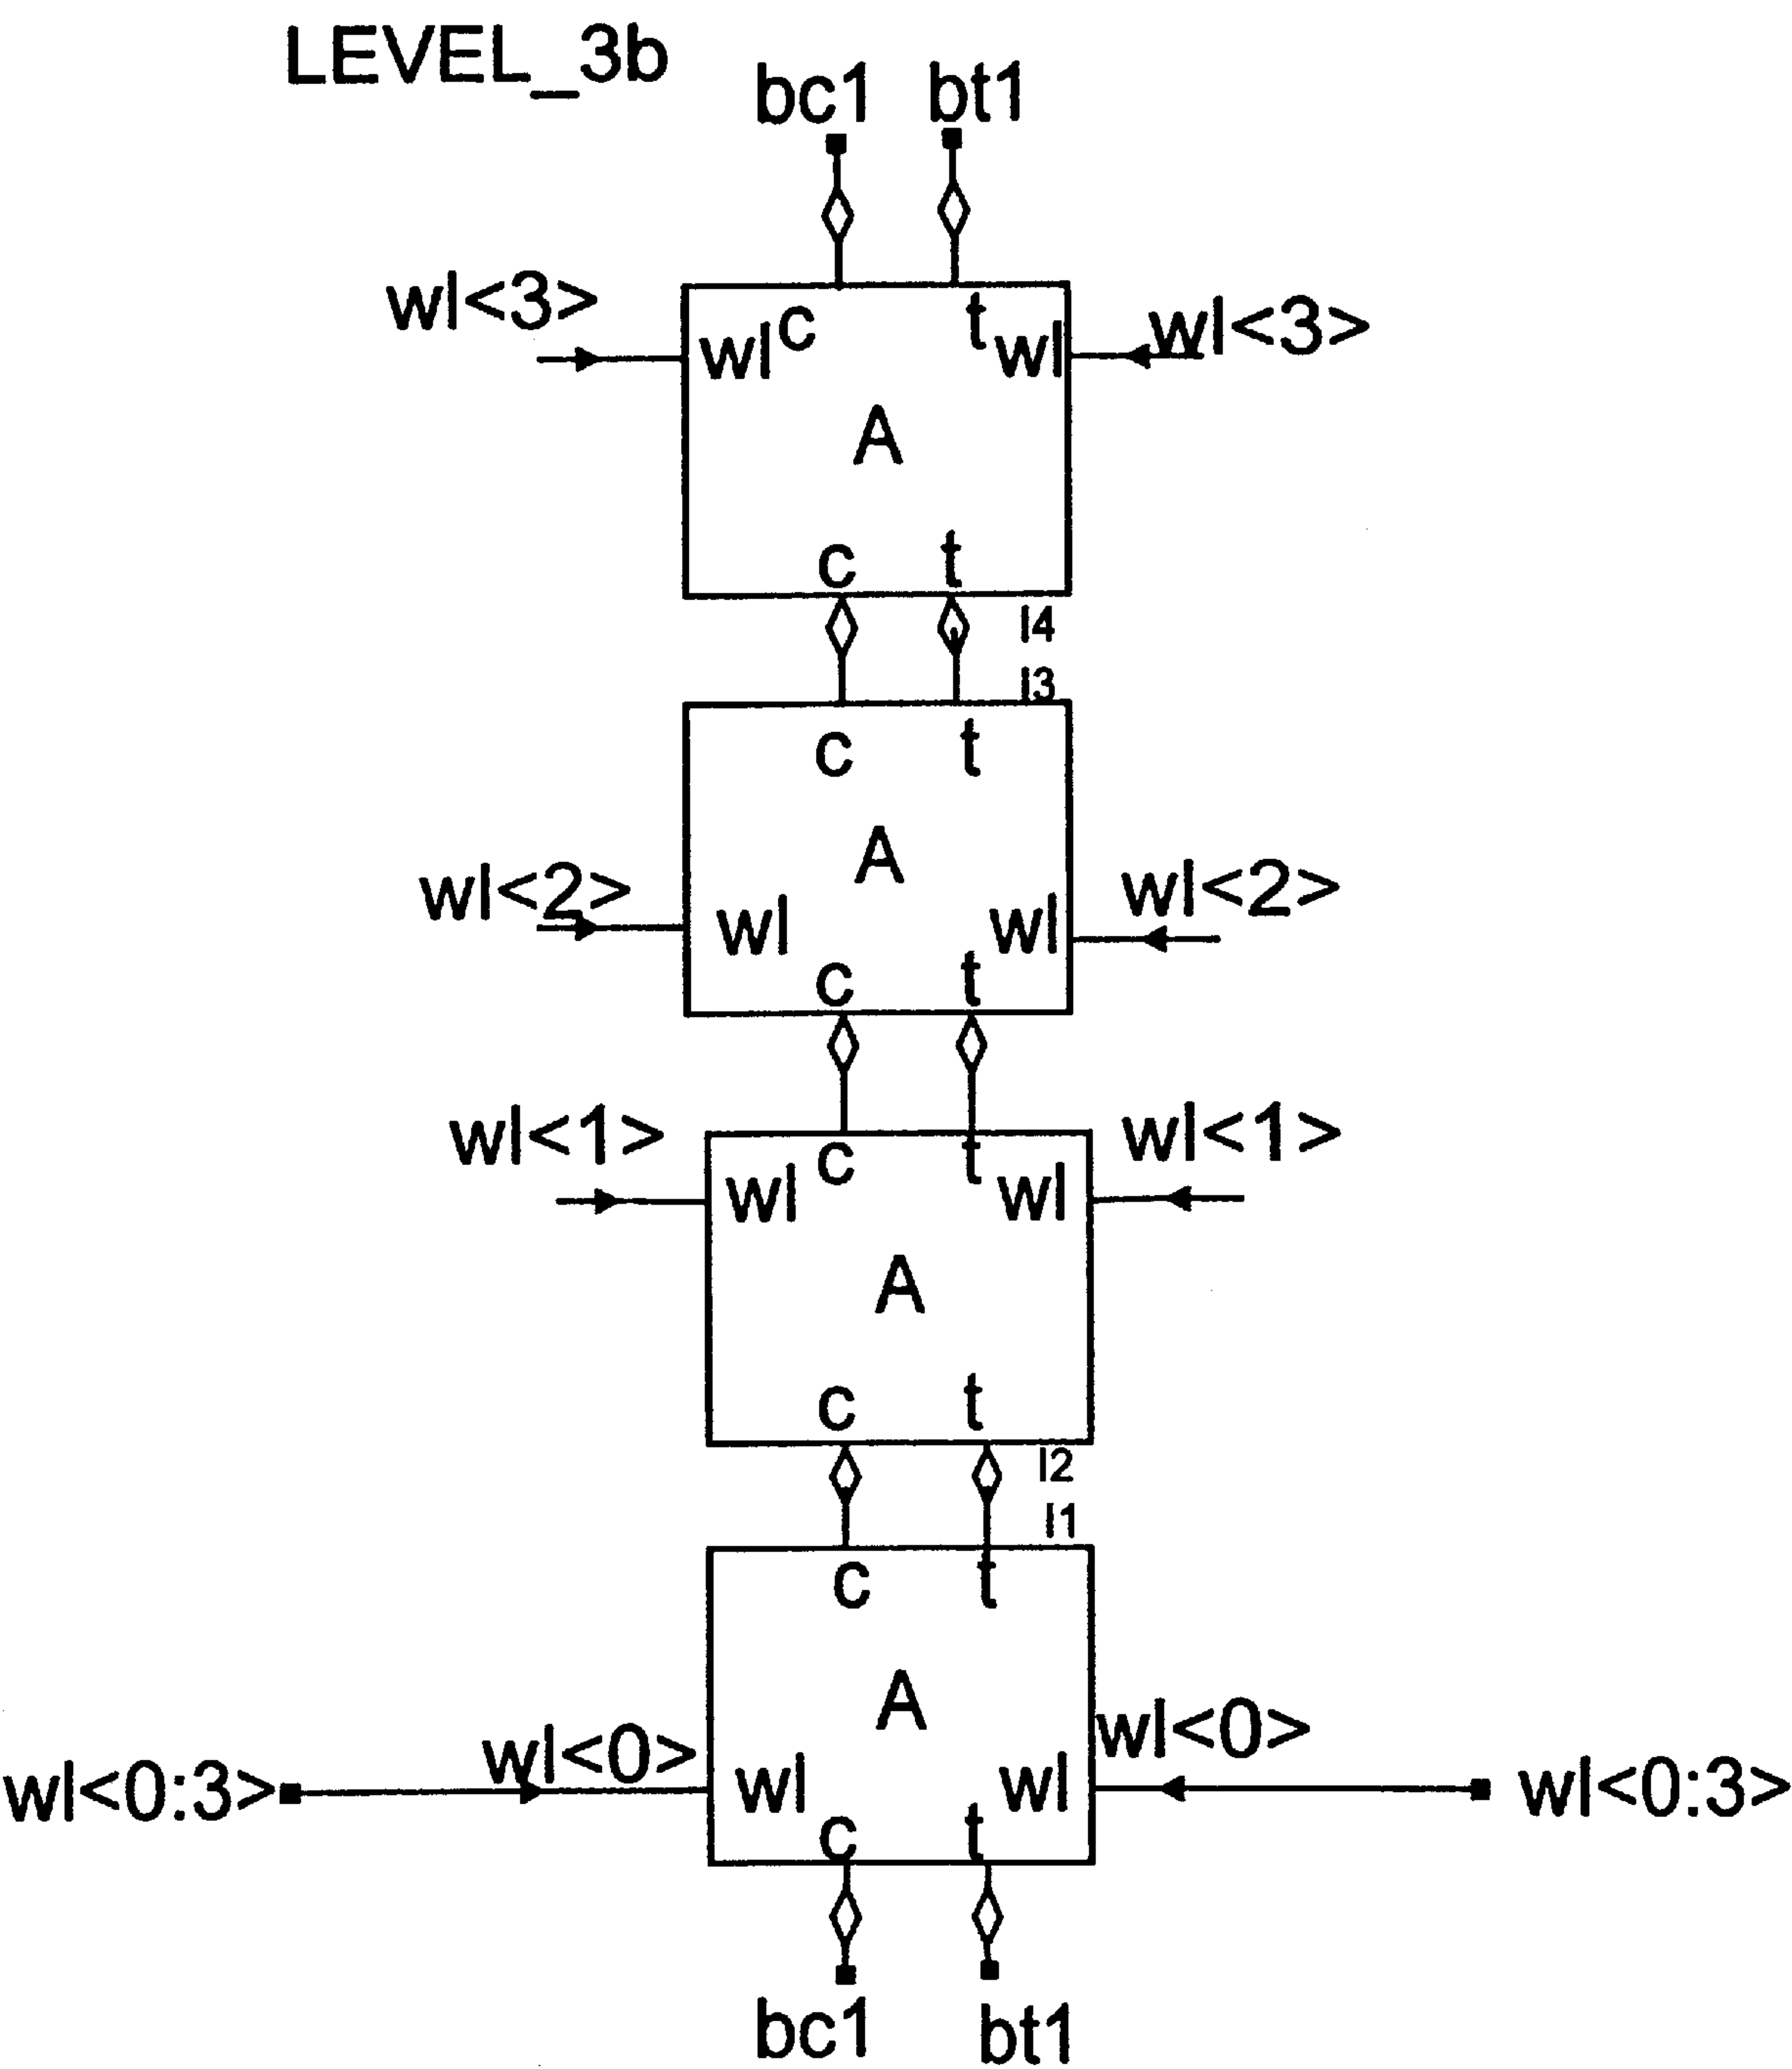 LEVEL_3b
bc1 bt1
wl<3> wl<3>
wl c t wl
A
c t
I4
I3
c t
A
wl<2> wl<2>
wl wl
c t
wl<1> wl<1>
c t
wl wl
A
c t
I2
I1
c t
A
wl<0> wl<0>
wl<0:3> wl wl wl<0:3>
c t
bc1 bt1